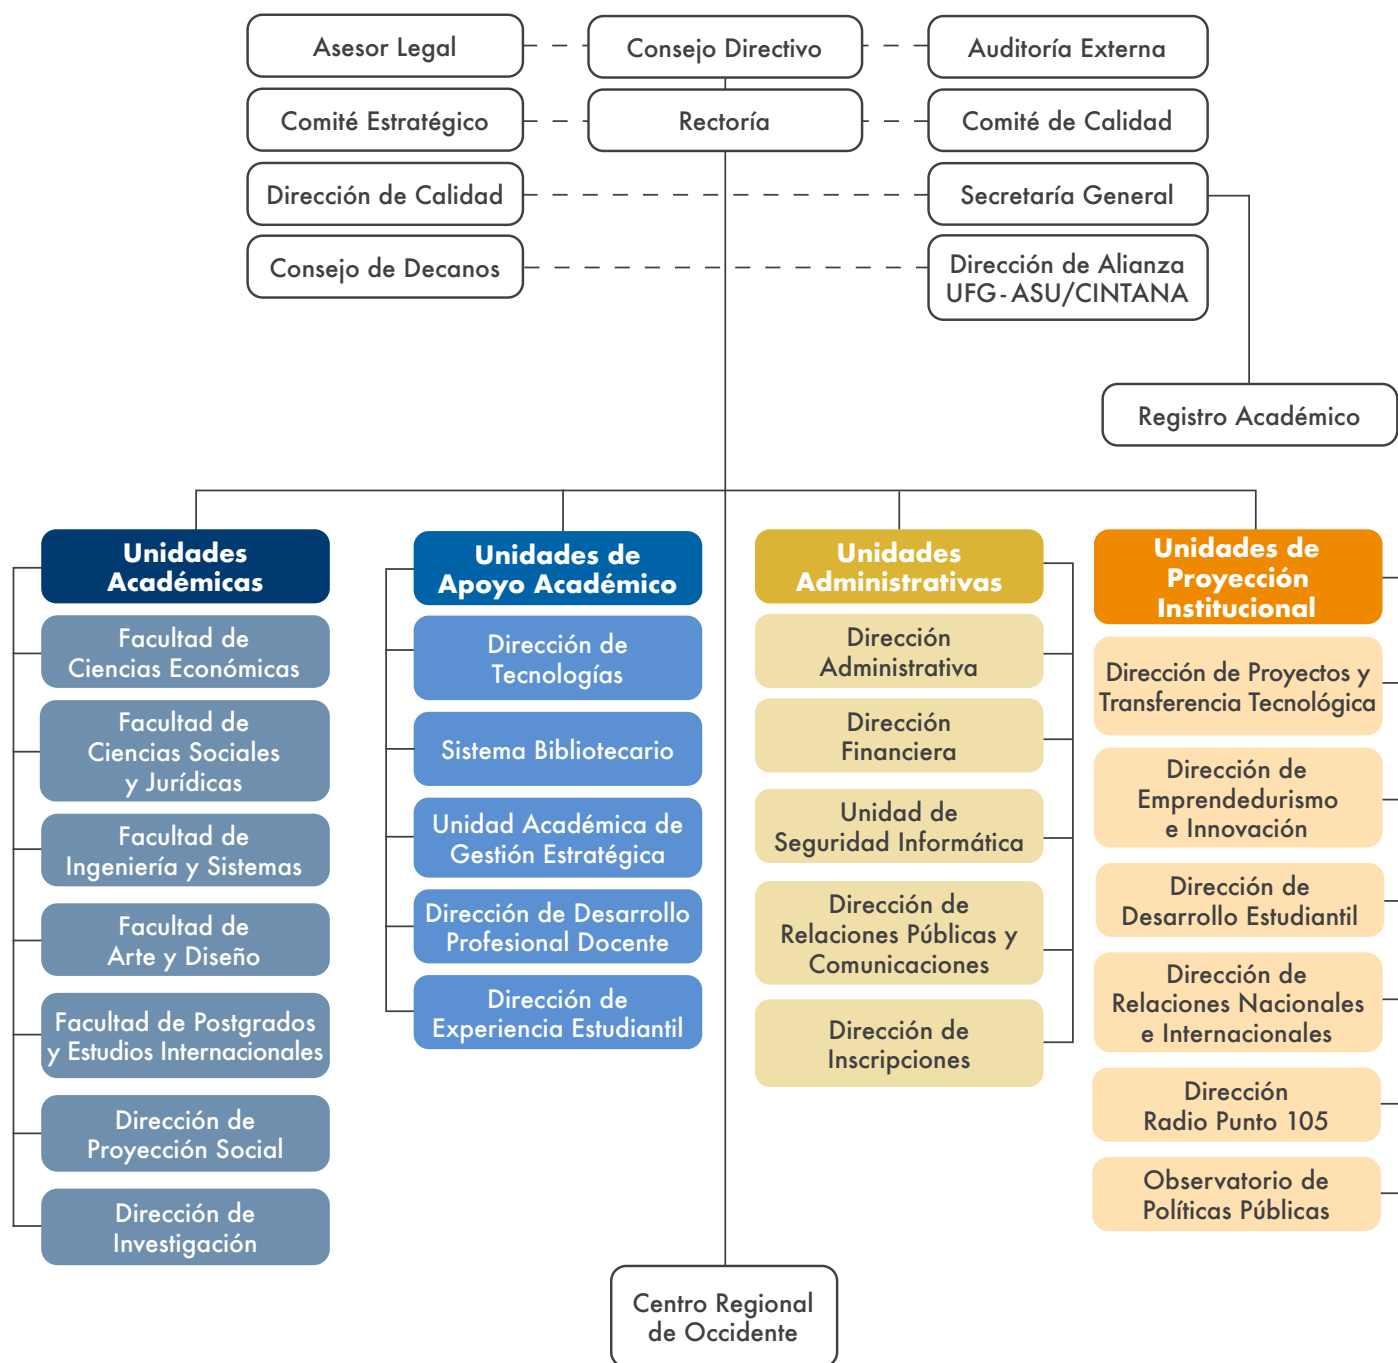 Asesor Legal
Consejo Directivo
Auditoría Externa
Comité Estratégico
Rectoría
Comité de Calidad
Dirección de Calidad
Secretaría General
Consejo de Decanos
Dirección de Alianza
UFG-ASU/CINTANA
Registro Académico
Unidades
Académicas
Facultad de
Ciencias Económicas
Facultad de
Ciencias Sociales
y Jurídicas
Facultad de
Ingeniería y Sistemas
Facultad de
Arte y Diseño
Facultad de Postgrados
y Estudios Internacionales
Dirección de
Proyección Social
Dirección de
Investigación
Unidades de
Apoyo Académico
Dirección de
Tecnologías
Sistema Bibliotecario
Unidad Académica de
Gestión Estratégica
Dirección de Desarrollo
Profesional Docente
Dirección de
Experiencia Estudiantil
Unidades
Administrativas
Dirección
Administrativa
Dirección
Financiera
Unidad de
Seguridad Informática
Dirección de
Relaciones Públicas y
Comunicaciones
Dirección de
Inscripciones
Unidades de
Proyección
Institucional
Dirección de Proyectos y
Transferencia Tecnológica
Dirección de
Emprendedurismo
e Innovación
Dirección de
Desarrollo Estudiantil
Dirección de
Relaciones Nacionales
e Internacionales
Dirección
Radio Punto 105
Observatorio de
Políticas Públicas
Centro Regional
de Occidente